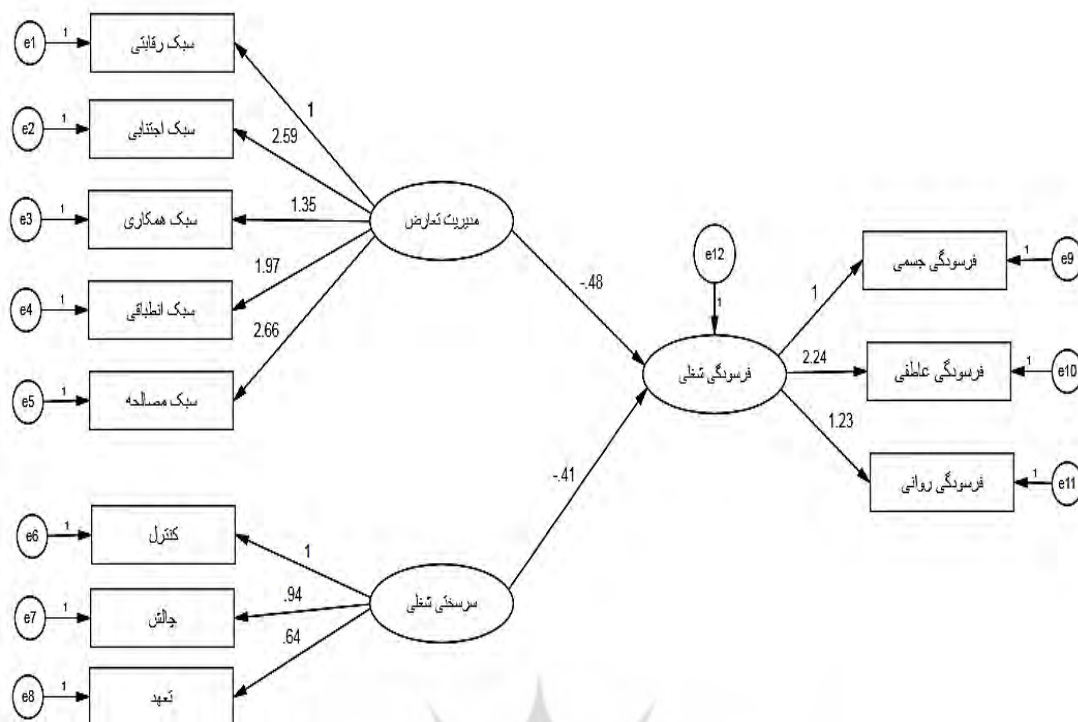 e1
1
سبک رقابتی
1
e2
1
سبک اجتنابی
2.59
e3
1
سبک همکاری
1.35
مدیریت تعارض
e4
1
سبک انطباقی
1.97
e5
1
سبک مصالحه
2.66
-.48
e12
1
فرسودگی شغلی
1
فرسودگی جسمی
1
e9
2.24
فرسودگی عاطفی
1
e10
1.23
فرسودگی روانی
1
e11
-.41
e6
1
کنترل
1
e7
1
چالش
.94
سرسختی شغلی
e8
1
تعهد
.64